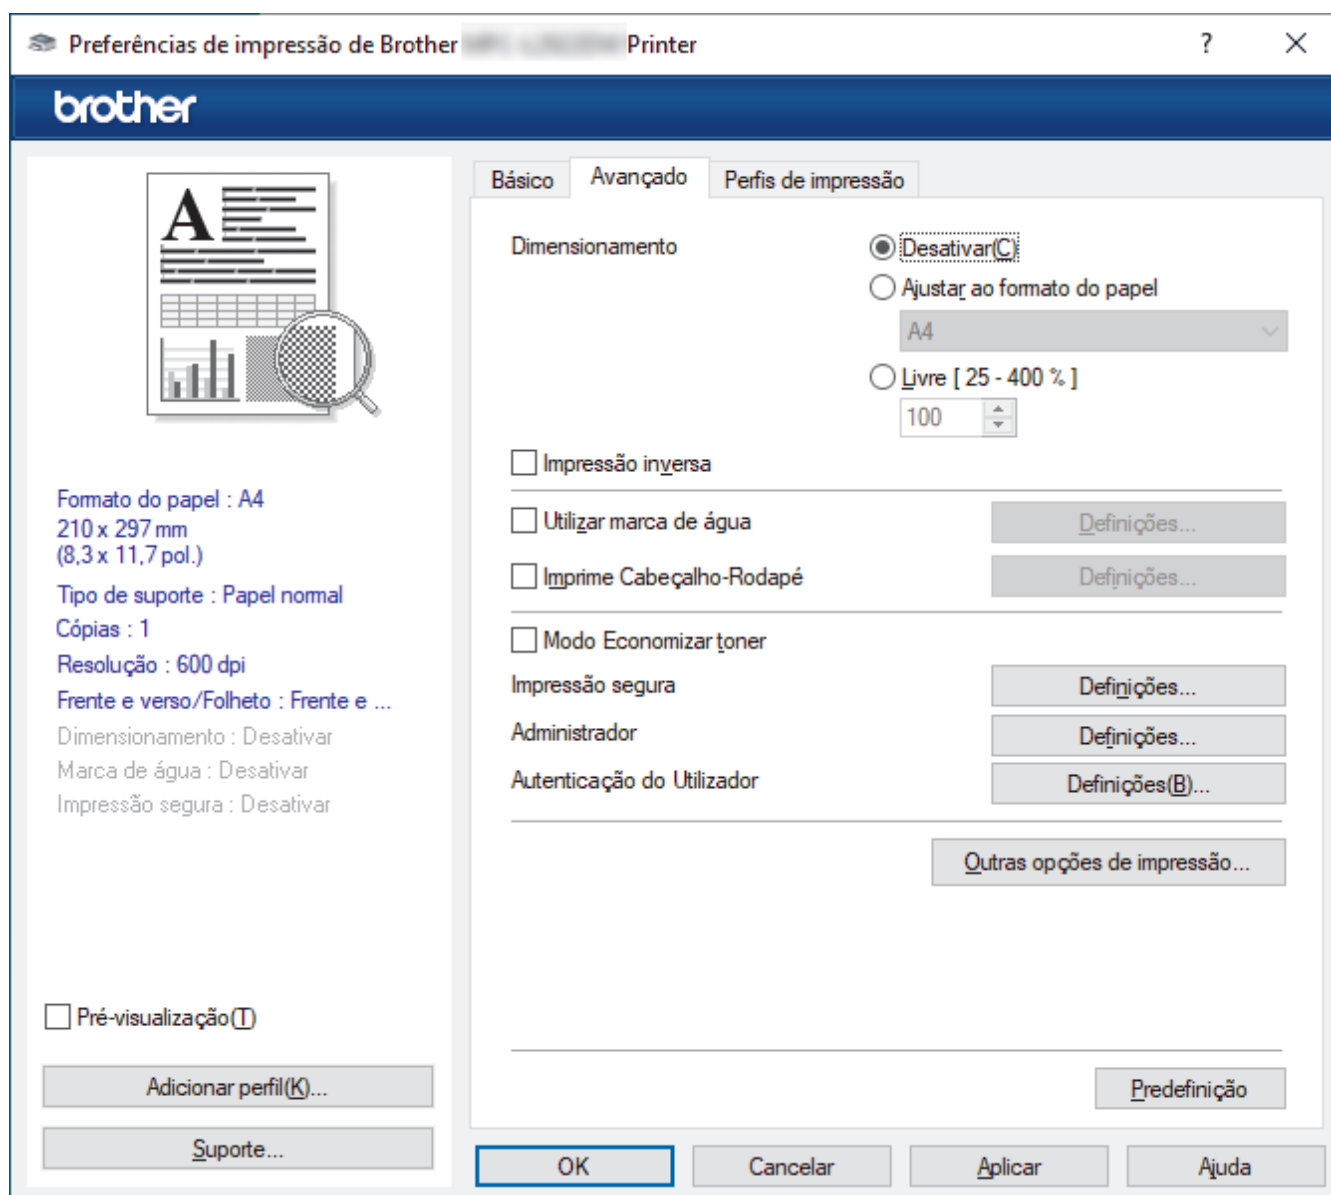 Preferências de impressão de Brother Printer
?
brother
Básico
Avançado
Perfis de impressão
A
Formato do papel : A4
210 x 297 mm
(8,3 x 11,7 pol.)
Tipo de suporte : Papel normal
Cópias : 1
Resolução : 600 dpi
Frente e verso/Folheto : Frente e ...
Dimensionamento : Desativar
Marca de água : Desativar
Impressão segura : Desativar
Pré-visualização(T)
Adicionar perfil(K)...
Suporte...
Dimensionamento
Desativar(C)
Ajustar ao formato do papel
A4
Livre [ 25 - 400 % ]
100
Impressão inversa
Utilizar marca de água
Definições...
Imprime Cabeçalho-Rodapé
Definições...
Modo Economizar toner
Impressão segura
Definições...
Administrador
Definições...
Autenticação do Utilizador
Definições(B)...
Outras opções de impressão...
Predefinição
OK
Cancelar
Aplicar
Ajuda